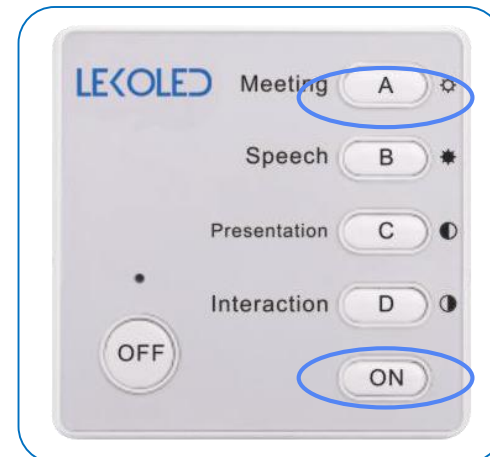 LEKOLED
Meeting A
Speech B
Presentation C
Interaction D
OFF
ON